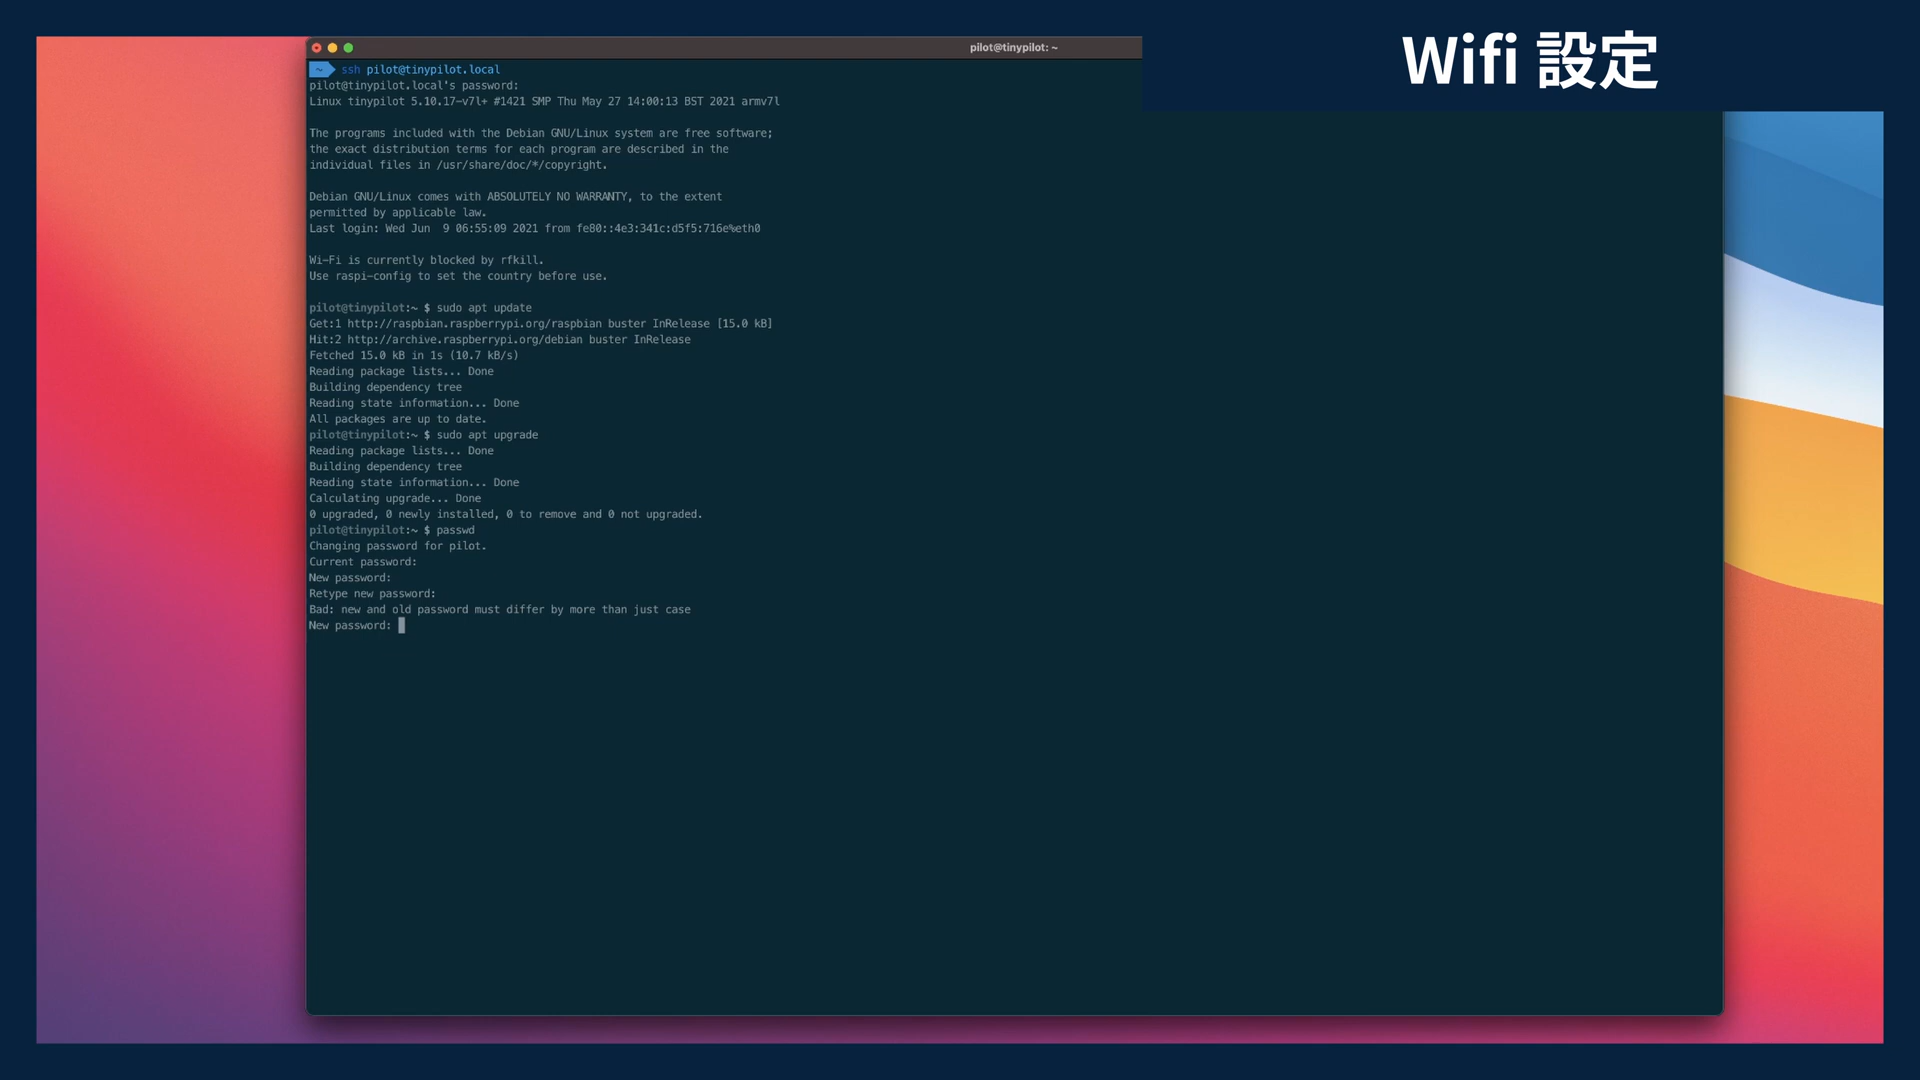 Wifi 設定
pilot@tinypilot: ~
~ ssh pilot@tinypilot.local
pilot@tinypilot.local's password:
Linux tinypilot 5.10.17-v7l+ #1421 SMP Thu May 27 14:00:13 BST 2021 armv7l
The programs included with the Debian GNU/Linux system are free software;
the exact distribution terms for each program are described in the
individual files in /usr/share/doc/*/copyright.
Debian GNU/Linux comes with ABSOLUTELY NO WARRANTY, to the extent
permitted by applicable law.
Last login: Wed Jun  9 06:55:09 2021 from fe80::4e3:341c:d5f5:716e%eth0
Wi-Fi is currently blocked by rfkill.
Use raspi-config to set the country before use.
pilot@tinypilot:~ $ sudo apt update
Get:1 http://raspbian.raspberrypi.org/raspbian buster InRelease [15.0 kB]
Hit:2 http://archive.raspberrypi.org/debian buster InRelease
Fetched 15.0 kB in 1s (10.7 kB/s)
Reading package lists... Done
Building dependency tree
Reading state information... Done
All packages are up to date.
pilot@tinypilot:~ $ sudo apt upgrade
Reading package lists... Done
Building dependency tree
Reading state information... Done
Calculating upgrade... Done
0 upgraded, 0 newly installed, 0 to remove and 0 not upgraded.
pilot@tinypilot:~ $ passwd
Changing password for pilot.
Current password:
New password:
Retype new password:
Bad: new and old password must differ by more than just case
New password: